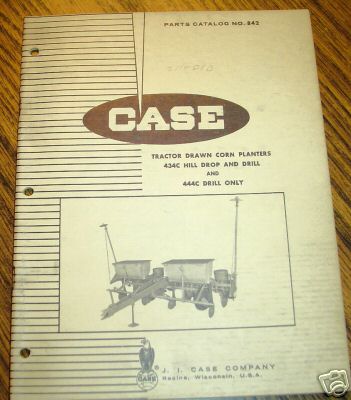 PARTS CATALOG NO. 842
CASE
TRACTOR DRAWN CORN PLANTERS
434C HILL DROP AND DRILL
AND
444C DRILL ONLY
CASE
J. I. CASE COMPANY
Racine, Wisconsin, U.S.A.